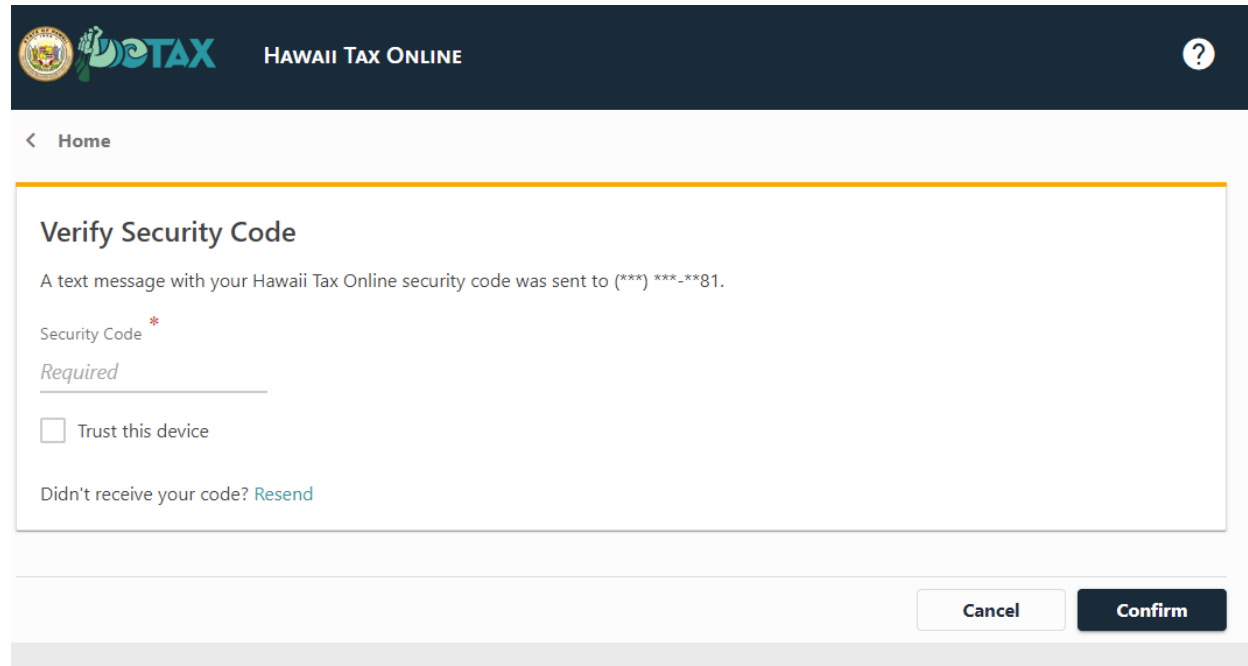 DOTAX
HAWAII TAX ONLINE
?
< Home
Verify Security Code
A text message with your Hawaii Tax Online security code was sent to (***) ***-**81.
Security Code *
Required
Trust this device
Didn't receive your code? Resend
Cancel
Confirm